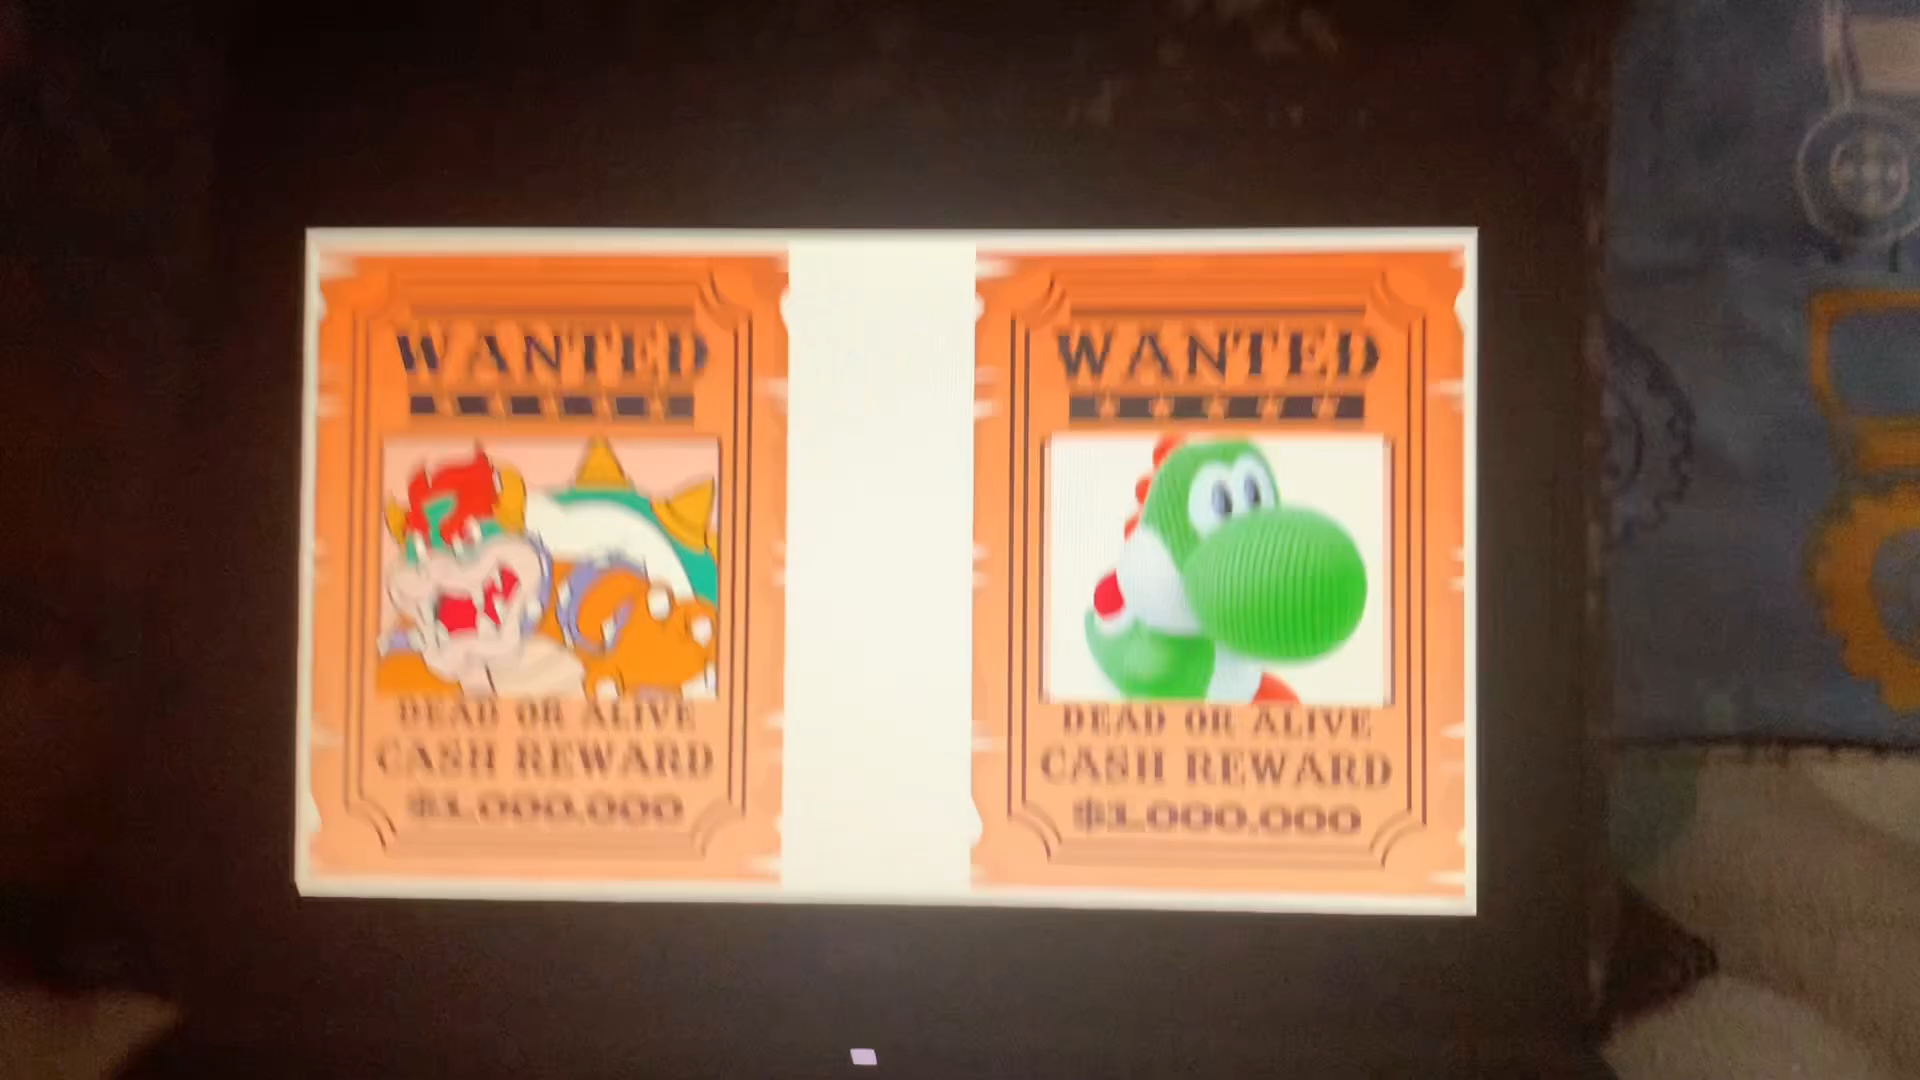 WANTED
DEAD OR ALIVE
CASH REWARD
$1.000.000
WANTED
DEAD OR ALIVE
CASH REWARD
$1.000.000